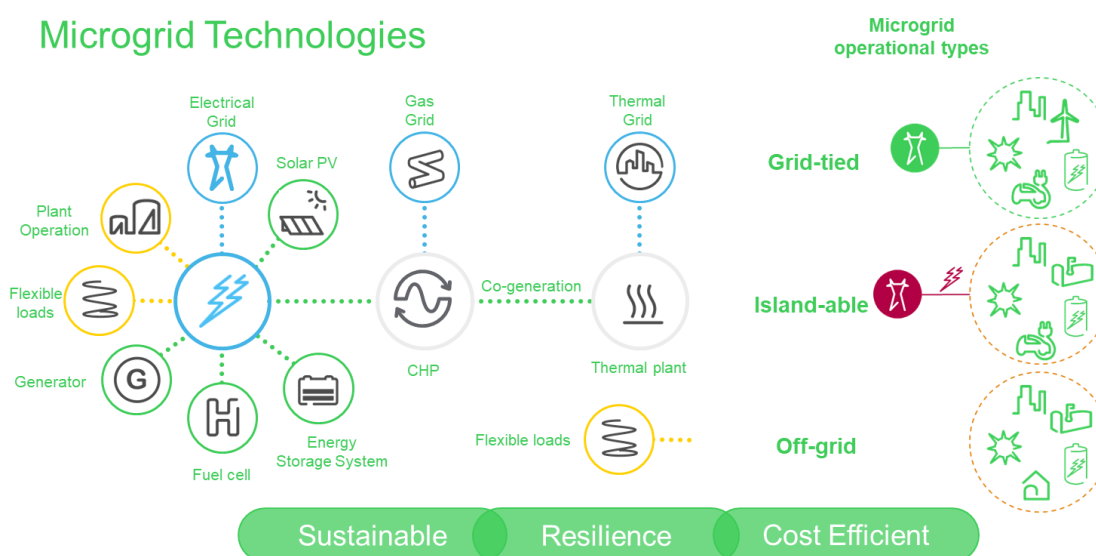 Microgrid Technologies
Microgrid
operational types
Electrical
Grid
Gas
Grid
Thermal
Grid
Solar PV
Plant
Operation
Flexible
loads
Generator
G
Fuel cell
Energy
Storage System
CHP
Co-generation
Thermal plant
Flexible loads
Grid-tied
Island-able
Off-grid
Sustainable
Resilience
Cost Efficient